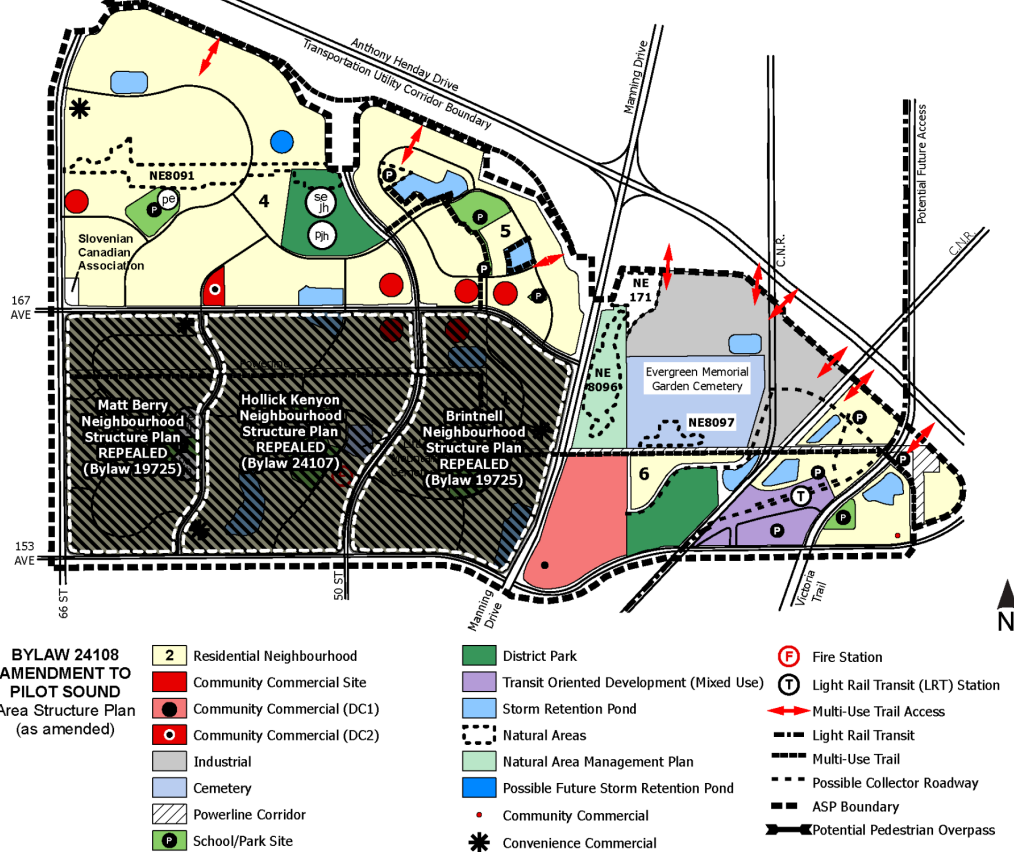 Anthony Henday Drive
Transportation Utility Corridor Boundary
Manning Drive
C.N.R.
Potential Future Access
C.N.R.
NE8091
pe
P
4
se
jh
pjh
P
P
5
P
P
Slovenian
Canadian
Association
167
AVE
NE
171
NE
8096
Evergreen Memorial
Garden Cemetery
NE8097
6
P
P
P
T
P
P
Matt Berry
Neighbourhood
Structure Plan
REPEALED
(Bylaw 19725)
Hollick Kenyon
Neighbourhood
Structure Plan
REPEALED
(Bylaw 24107)
Brintnell
Neighbourhood
Structure Plan
REPEALED
(Bylaw 19725)
153
AVE
66 ST
50 ST
Manning
Drive
Victoria
Trail
N
BYLAW 24108
AMENDMENT TO
PILOT SOUND
Area Structure Plan
(as amended)
2 Residential Neighbourhood
Community Commercial Site
Community Commercial (DC1)
Community Commercial (DC2)
Industrial
Cemetery
Powerline Corridor
P School/Park Site
District Park
Transit Oriented Development (Mixed Use)
Storm Retention Pond
Natural Areas
Natural Area Management Plan
Possible Future Storm Retention Pond
Community Commercial
Convenience Commercial
F Fire Station
T Light Rail Transit (LRT) Station
Multi-Use Trail Access
Light Rail Transit
Multi-Use Trail
Possible Collector Roadway
ASP Boundary
Potential Pedestrian Overpass